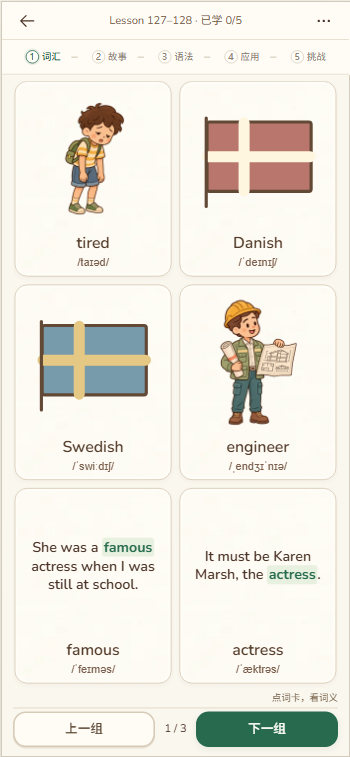 Lesson 127–128 · 已学 0/5
1 词汇 – 2 故事 – 3 语法 – 4 应用 – 5 挑战
tired
/taɪəd/
Danish
/ˈdeɪnɪʃ/
Swedish
/ˈswiːdɪʃ/
engineer
/ˌendʒɪˈnɪə/
She was a famous
actress when I was
still at school.
famous
/ˈfeɪməs/
It must be Karen
Marsh, the actress.
actress
/ˈæktrəs/
点词卡，看词义
上一组
1 / 3
下一组